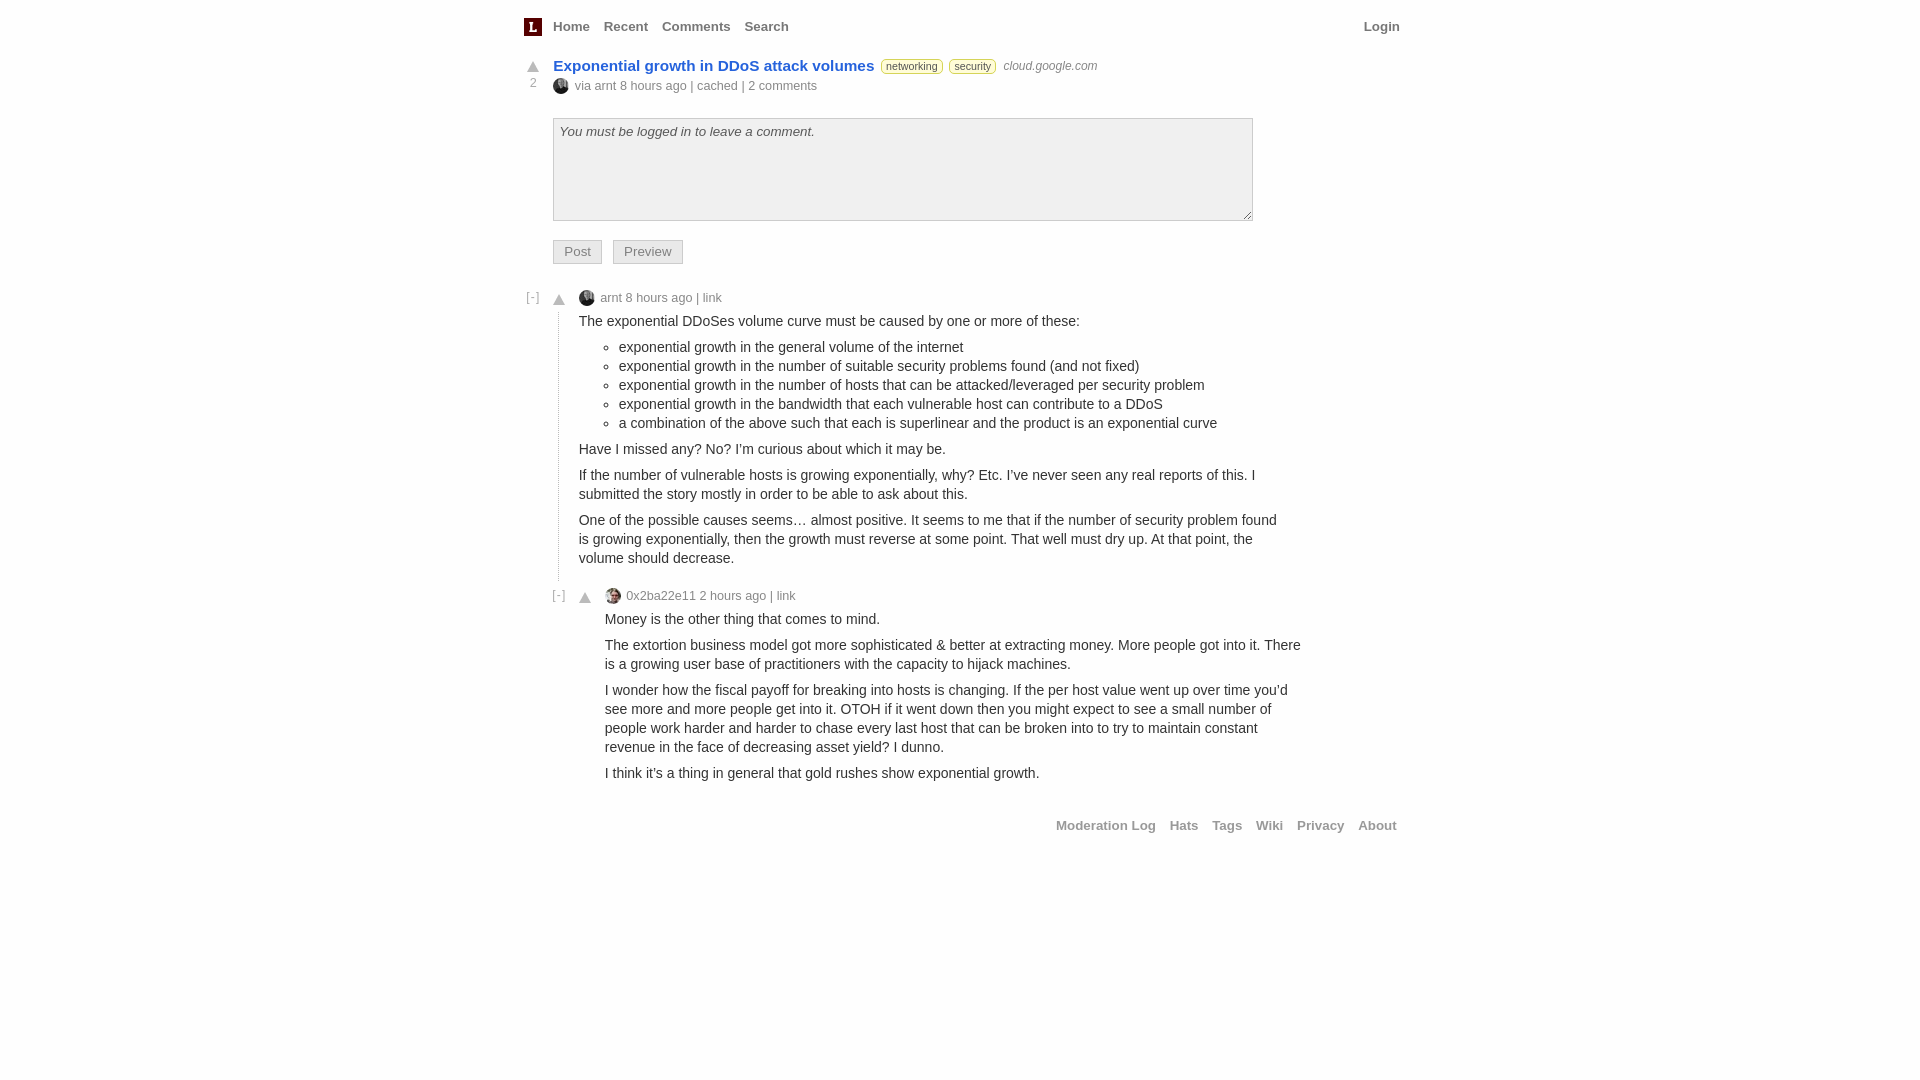 L Home Recent Comments Search Login
Exponential growth in DDoS attack volumes networking security cloud.google.com
2 via arnt 8 hours ago | cached | 2 comments
You must be logged in to leave a comment.
Post Preview
[-] arnt 8 hours ago | link
The exponential DDoSes volume curve must be caused by one or more of these:
exponential growth in the general volume of the internet
exponential growth in the number of suitable security problems found (and not fixed)
exponential growth in the number of hosts that can be attacked/leveraged per security problem
exponential growth in the bandwidth that each vulnerable host can contribute to a DDoS
a combination of the above such that each is superlinear and the product is an exponential curve
Have I missed any? No? I’m curious about which it may be.
If the number of vulnerable hosts is growing exponentially, why? Etc. I’ve never seen any real reports of this. I
submitted the story mostly in order to be able to ask about this.
One of the possible causes seems… almost positive. It seems to me that if the number of security problem found
is growing exponentially, then the growth must reverse at some point. That well must dry up. At that point, the
volume should decrease.
[-] 0x2ba22e11 2 hours ago | link
Money is the other thing that comes to mind.
The extortion business model got more sophisticated & better at extracting money. More people got into it. There
is a growing user base of practitioners with the capacity to hijack machines.
I wonder how the fiscal payoff for breaking into hosts is changing. If the per host value went up over time you’d
see more and more people get into it. OTOH if it went down then you might expect to see a small number of
people work harder and harder to chase every last host that can be broken into to try to maintain constant
revenue in the face of decreasing asset yield? I dunno.
I think it’s a thing in general that gold rushes show exponential growth.
Moderation Log Hats Tags Wiki Privacy About